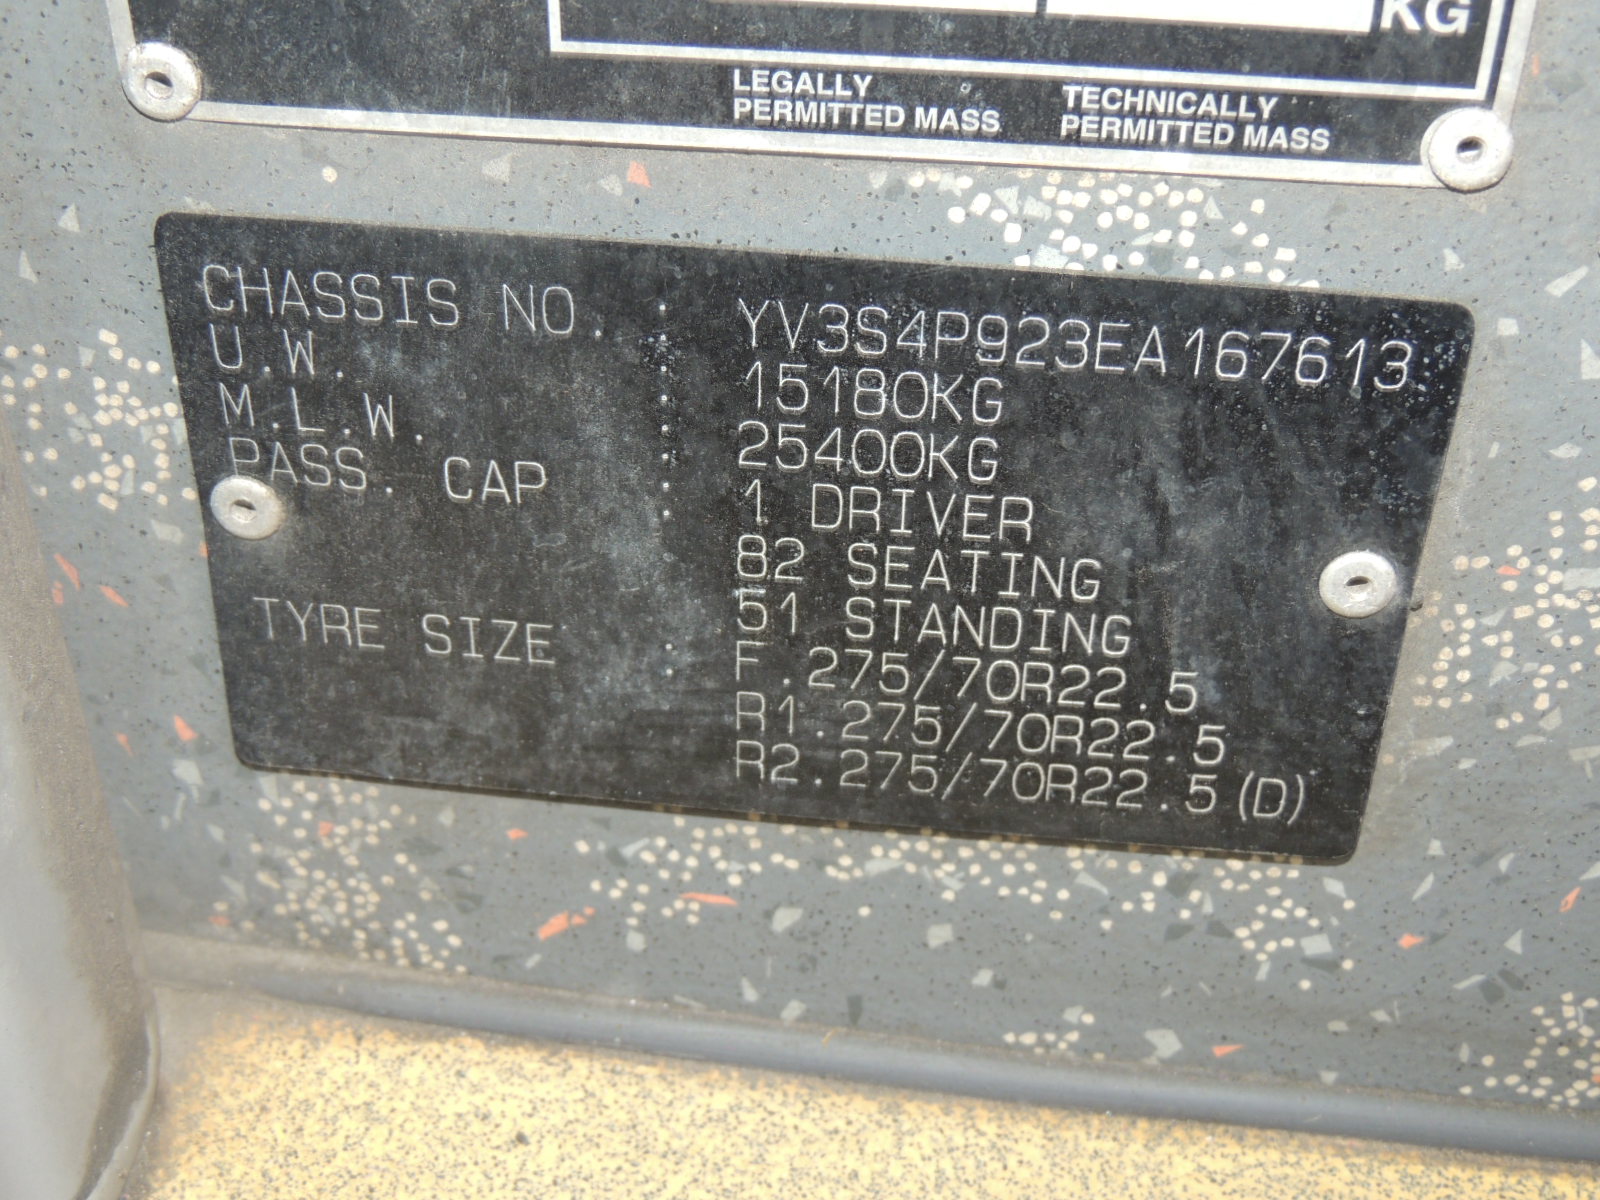 KG
LEGALLY
PERMITTED MASS
TECHNICALLY
PERMITTED MASS
CHASSIS NO. : YV3S4P923EA167613
U.W. : 15180KG
M.L.W. : 25400KG
PASS. CAP : 1 DRIVER
82 SEATING
51 STANDING
TYRE SIZE : F.275/70R22.5
R1.275/70R22.5
R2.275/70R22.5(D)